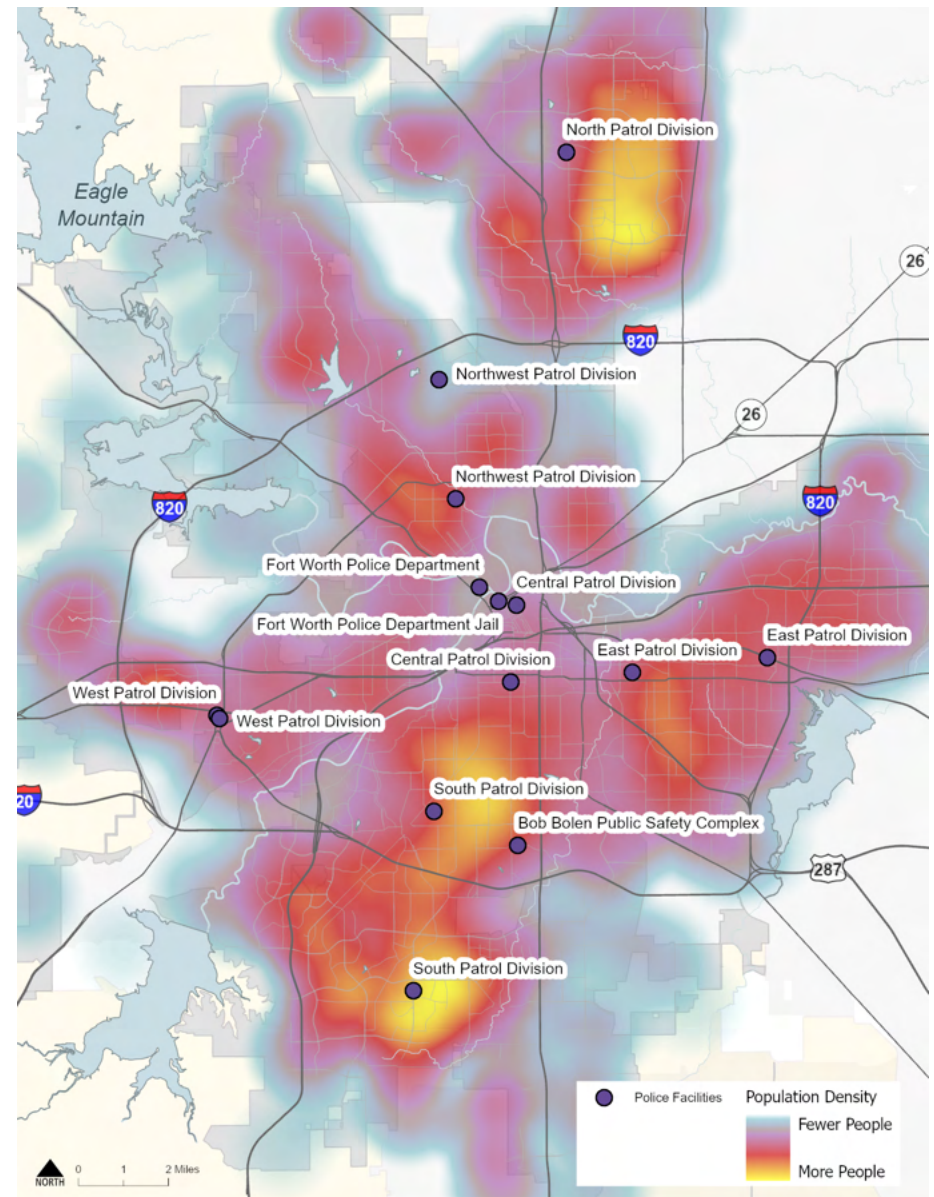 North Patrol Division
Eagle
Mountain
26
820
Northwest Patrol Division
26
Northwest Patrol Division
820
820
Fort Worth Police Department
Central Patrol Division
Fort Worth Police Department Jail
East Patrol Division
East Patrol Division
Central Patrol Division
West Patrol Division
West Patrol Division
20
South Patrol Division
Bob Bolen Public Safety Complex
287
South Patrol Division
Police Facilities
Population Density
Fewer People
More People
NORTH
0 1 2 Miles